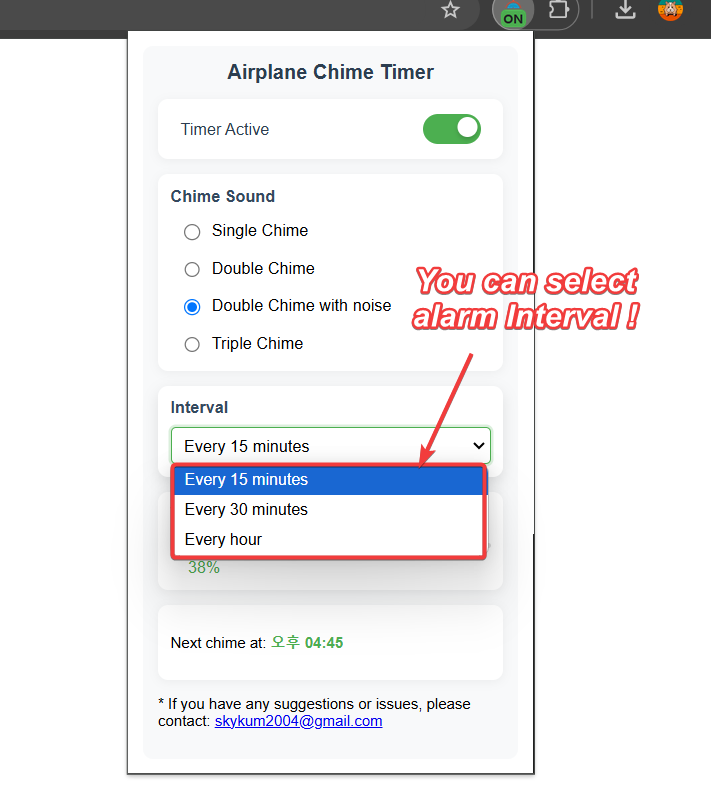 ON
Airplane Chime Timer
Timer Active
Chime Sound
Single Chime
Double Chime
Double Chime with noise
Triple Chime
You can select
alarm Interval !
Interval
Every 15 minutes
Every 15 minutes
Every 30 minutes
Every hour
38%
Next chime at: 오후 04:45
* If you have any suggestions or issues, please
contact: skykum2004@gmail.com